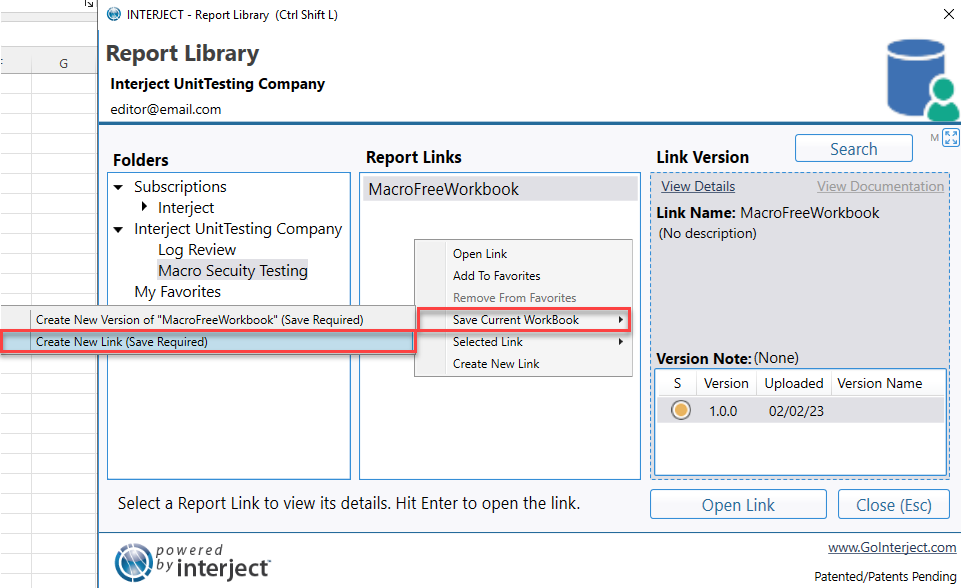 INTERJECT - Report Library (Ctrl Shift L)
Report Library
Interject UnitTesting Company
editor@email.com
G
M
Search
Folders
Subscriptions
Interject
Interject UnitTesting Company
Log Review
Macro Secuity Testing
My Favorites
Report Links
MacroFreeWorkbook
Open Link
Add To Favorites
Remove From Favorites
Save Current WorkBook
Selected Link
Create New Link
Create New Version of "MacroFreeWorkbook" (Save Required)
Create New Link (Save Required)
Link Version
View Details View Documentation
Link Name: MacroFreeWorkbook
(No description)
Version Note: (None)
S Version Uploaded Version Name
1.0.0 02/02/23
Select a Report Link to view its details. Hit Enter to open the link.
Open Link
Close (Esc)
powered
by interject
www.GoInterject.com
Patented/Patents Pending